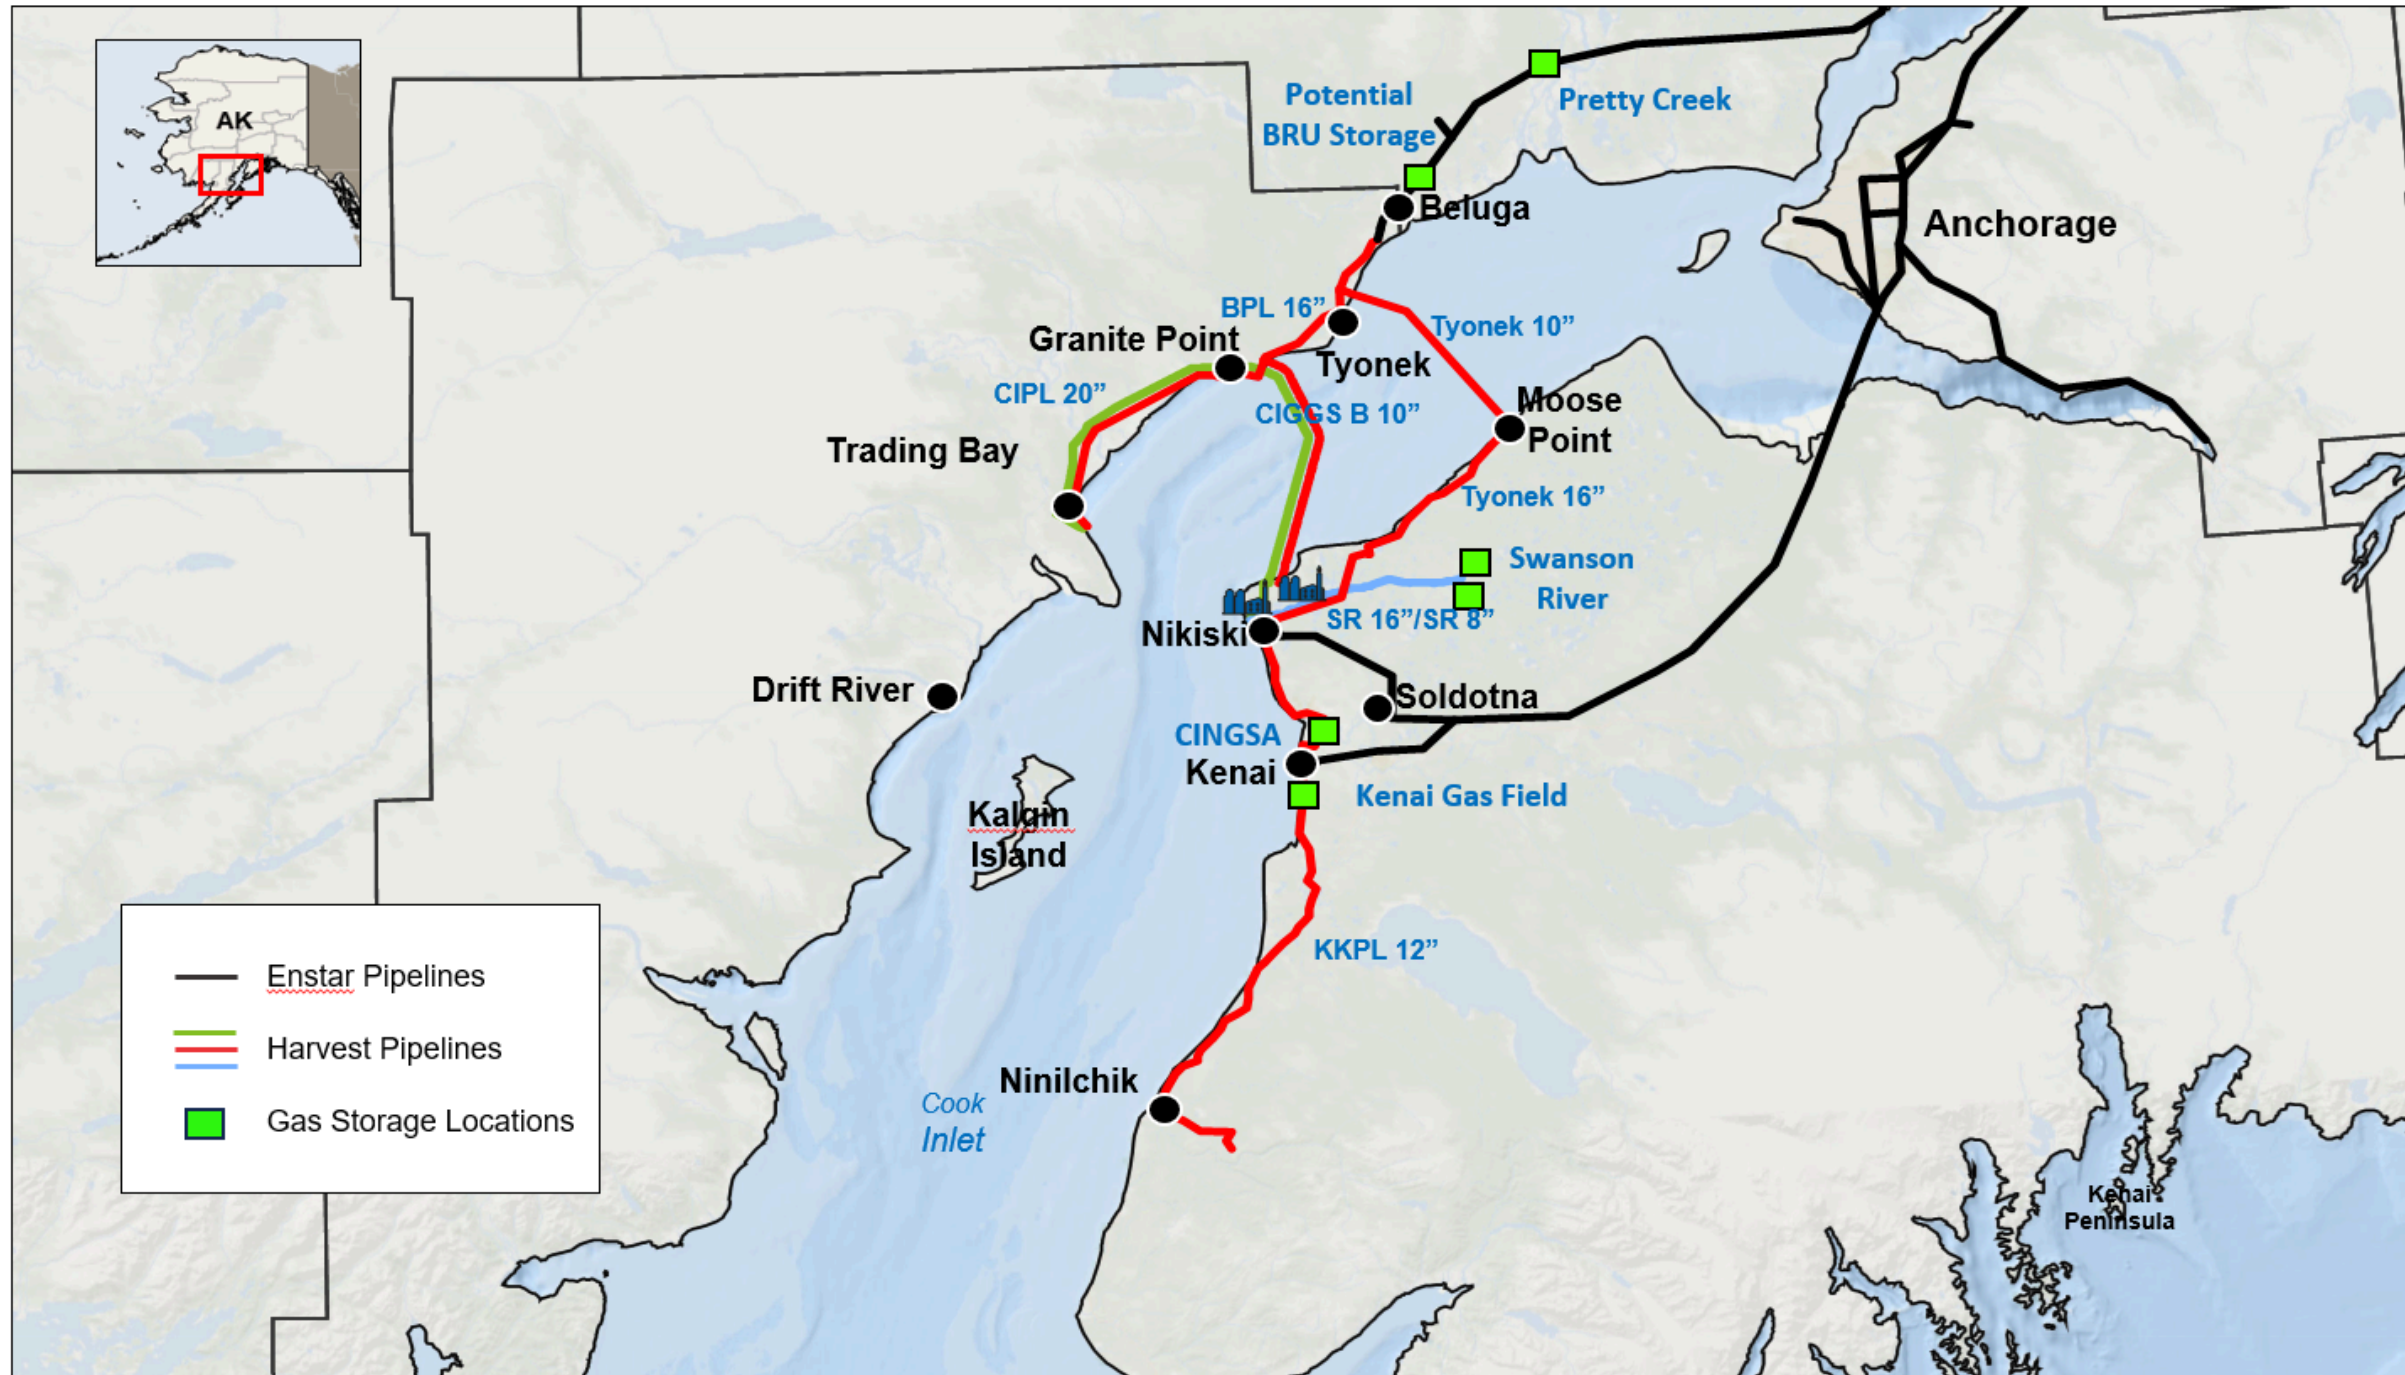 AK
Potential
BRU Storage
Pretty Creek
Beluga
Anchorage
BPL 16”
Tyonek 10”
Granite Point
Tyonek
CIPL 20”
CIGGS B 10”
Moose
Point
Trading Bay
Tyonek 16”
Swanson
River
SR 16”/SR 8”
Nikiski
Drift River
Soldotna
CINGSA
Kenai
Kenai Gas Field
Kalgin
Island
KKPL 12”
Enstar Pipelines
Harvest Pipelines
Gas Storage Locations
Ninilchik
Cook
Inlet
Kenai
Peninsula